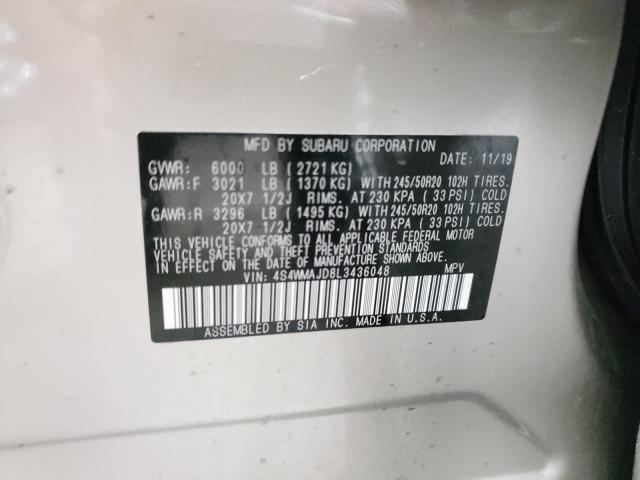 MFD BY SUBARU CORPORATION
GVWR: 6000 LB ( 2721 KG) DATE: 11/19
GAWR:F 3021 LB ( 1370 KG) WITH 245/50R20 102H TIRES.
20X7 1/2J RIMS. AT 230 KPA ( 33 PSI) COLD
GAWR:R 3296 LB ( 1495 KG) WITH 245/50R20 102H TIRES.
20X7 1/2J RIMS. AT 230 KPA ( 33 PSI) COLD
THIS VEHICLE CONFORMS TO ALL APPLICABLE FEDERAL MOTOR
VEHICLE SAFETY AND THEFT PREVENTION STANDARDS
IN EFFECT ON THE DATE OF MANUFACTURE SHOWN ABOVE.
VIN: 4S4WMAJD8L3436048 MPV
ASSEMBLED BY SIA INC. MADE IN U.S.A.